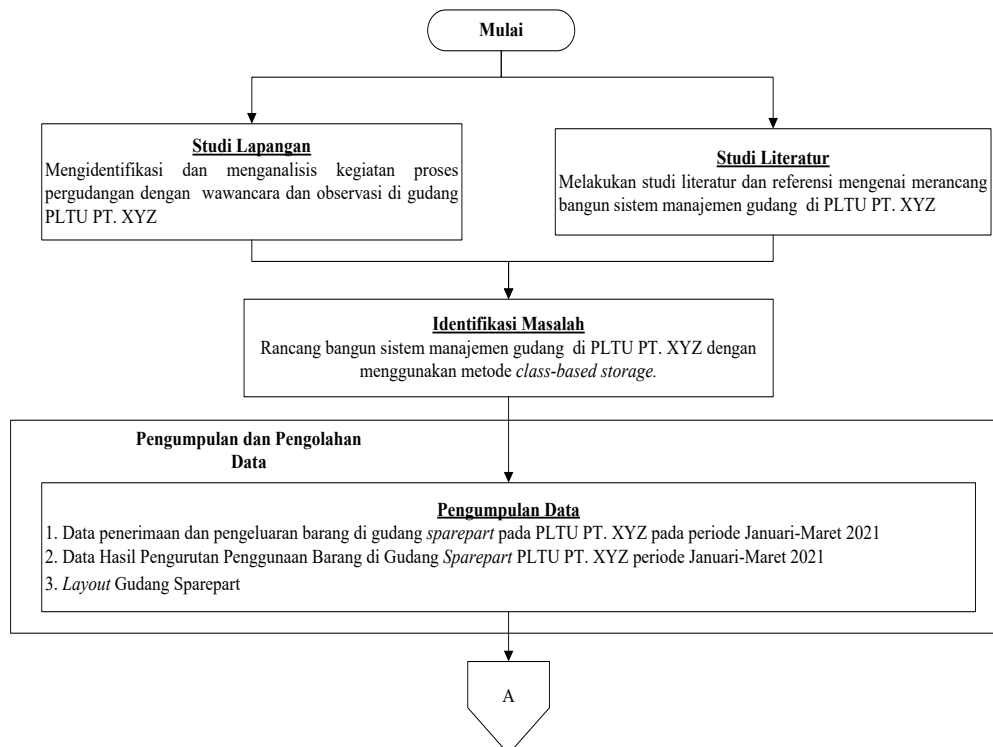 Mulai
Studi Lapangan
Mengidentifikasi dan menganalisis kegiatan proses
pergudangan dengan wawancara dan observasi di gudang
PLTU PT. XYZ
Studi Literatur
Melakukan studi literatur dan referensi mengenai merancang
bangun sistem manajemen gudang di PLTU PT. XYZ
Identifikasi Masalah
Rancang bangun sistem manajemen gudang di PLTU PT. XYZ dengan
menggunakan metode class-based storage.
Pengumpulan dan Pengolahan
Data
Pengumpulan Data
1. Data penerimaan dan pengeluaran barang di gudang sparepart pada PLTU PT. XYZ pada periode Januari-Maret 2021
2. Data Hasil Pengurutan Penggunaan Barang di Gudang Sparepart PLTU PT. XYZ periode Januari-Maret 2021
3. Layout Gudang Sparepart
A